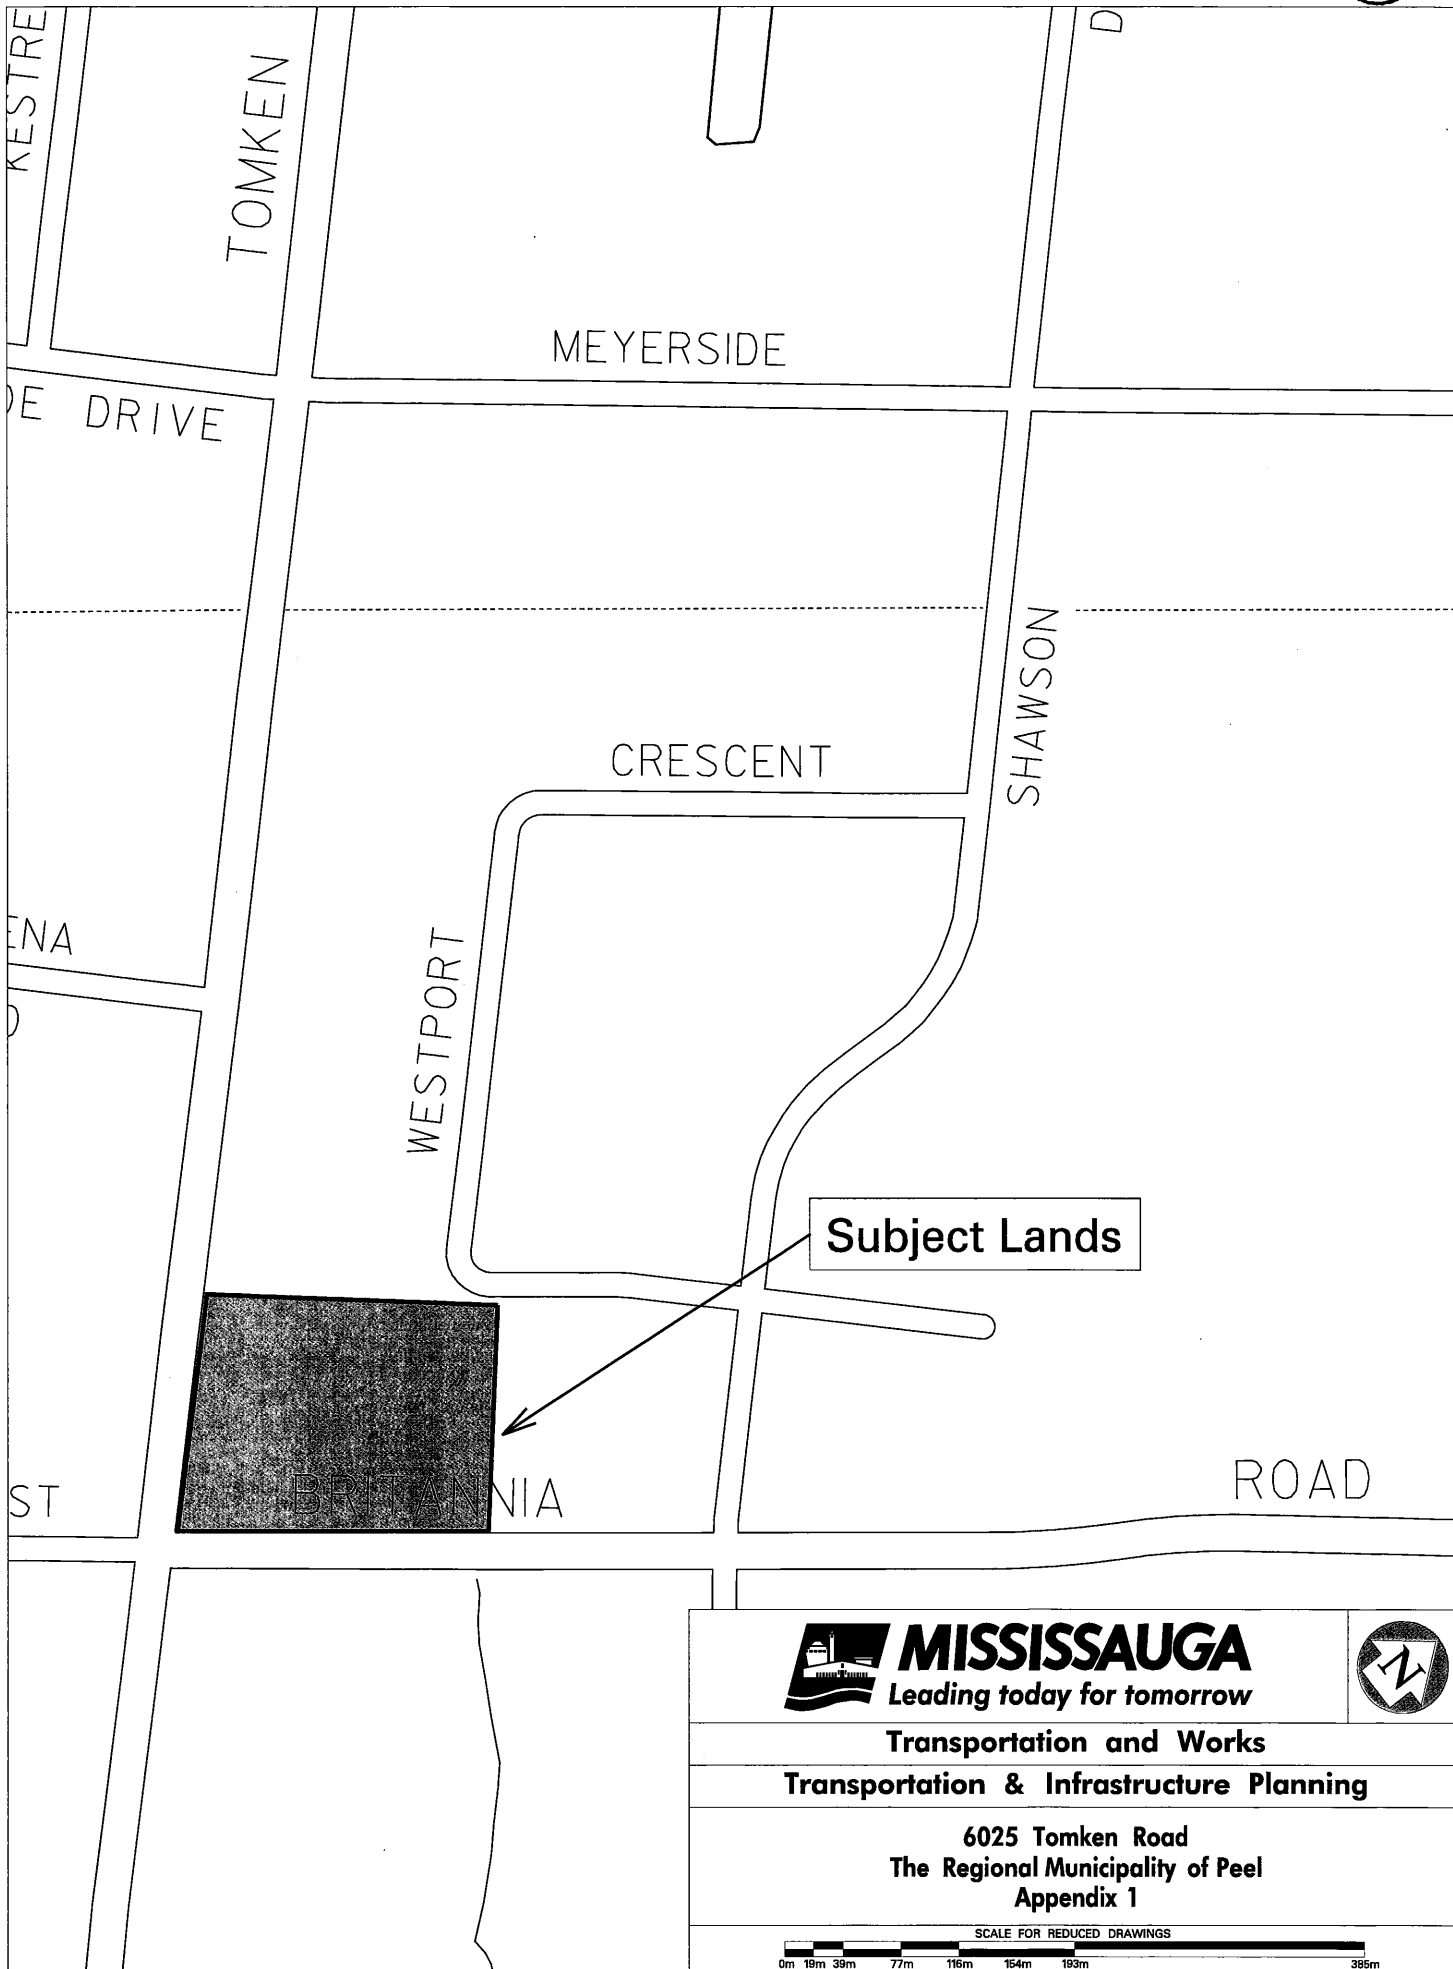 KESTRE
TOMKEN
D
MEYERSIDE
DE DRIVE
SHAWSON
CRESCENT
ENA
WESTPORT
Subject Lands
BRITANNIA
ROAD
ST
MISSISSAUGA
Leading today for tomorrow
N
Transportation and Works
Transportation & Infrastructure Planning
6025 Tomken Road
The Regional Municipality of Peel
Appendix 1
SCALE FOR REDUCED DRAWINGS
0m 19m 39m 77m 116m 154m 193m 385m